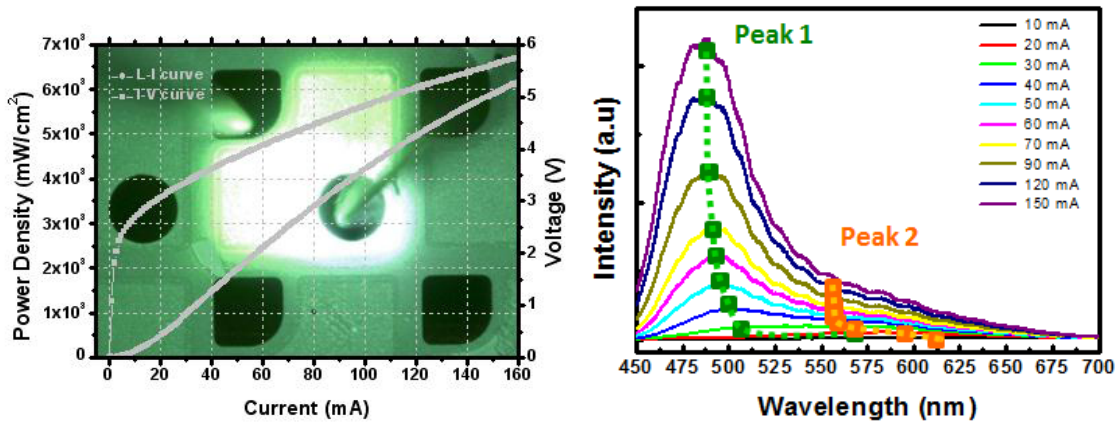 7x10³
6x10³
5x10³
4x10³
3x10³
2x10³
1x10³
0
Power Density (mW/cm²)
L-I curve
I-V curve
0 20 40 60 80 100 120 140 160
Current (mA)
6
5
4
3
2
1
0
Voltage (V)
Intensity (a.u)
Peak 1
Peak 2
10 mA
20 mA
30 mA
40 mA
50 mA
60 mA
70 mA
90 mA
120 mA
150 mA
450 475 500 525 550 575 600 625 650 675 700
Wavelength (nm)